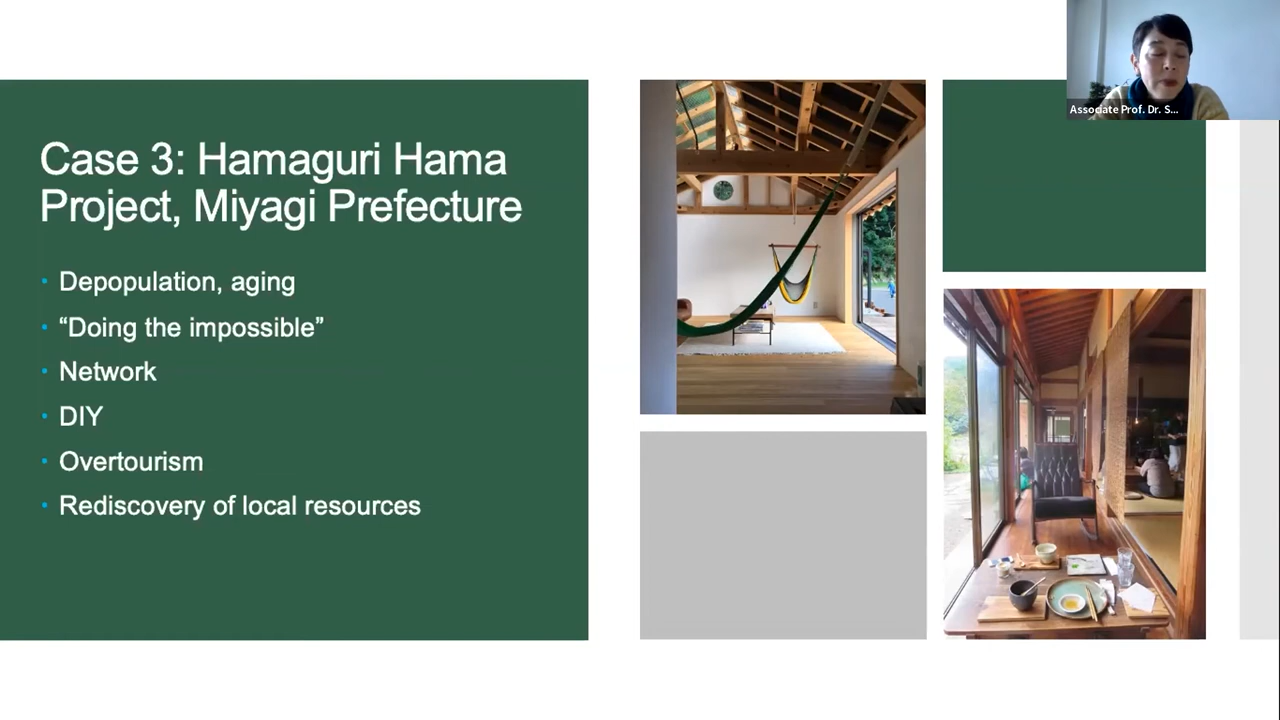 Case 3: Hamaguri Hama
Project, Miyagi Prefecture
• Depopulation, aging
• “Doing the impossible”
• Network
• DIY
• Overtourism
• Rediscovery of local resources
Associate Prof. Dr. S...